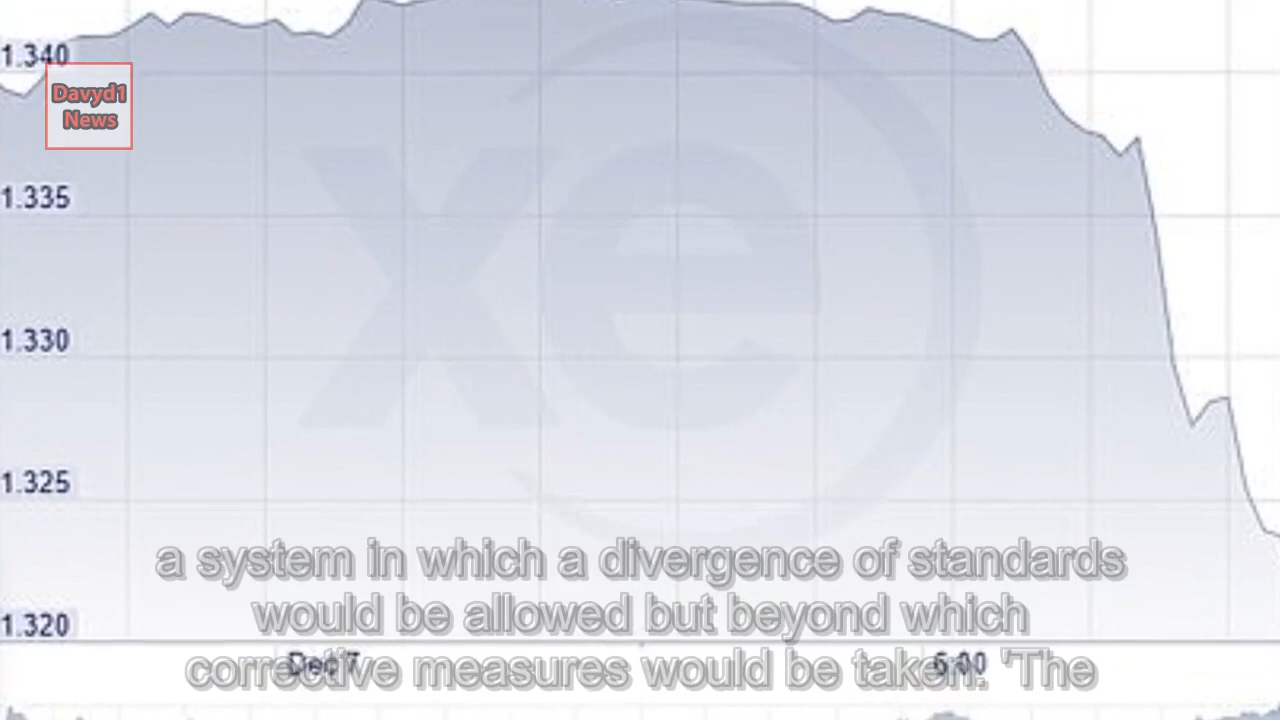 1.340
Davyd1
News
1.335
xe
1.330
1.325
a system in which a divergence of standards
would be allowed but beyond which
1.320
Dec 7
6:00
corrective measures would be taken. 'The